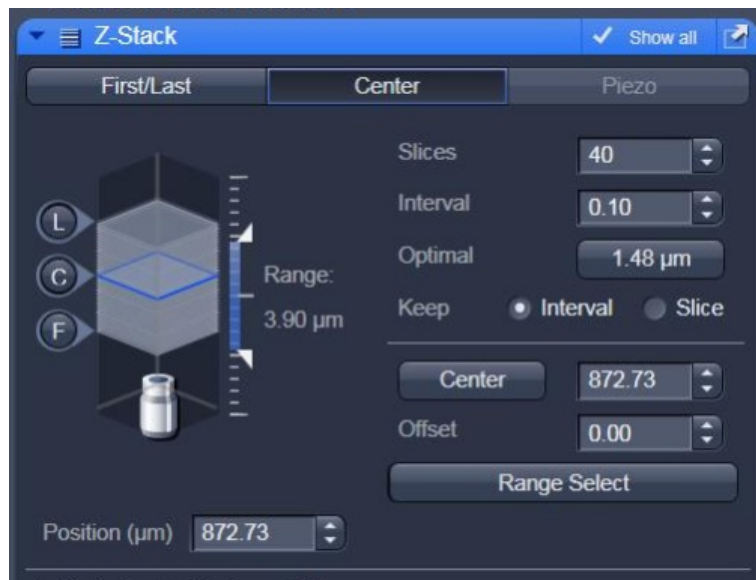 Z-Stack
Show all
First/Last
Center
Piezo
Slices
40
Interval
0.10
Optimal
1.48 µm
Keep
Interval
Slice
L
C
F
Range:
3.90 µm
Center
872.73
Offset
0.00
Range Select
Position (µm)
872.73